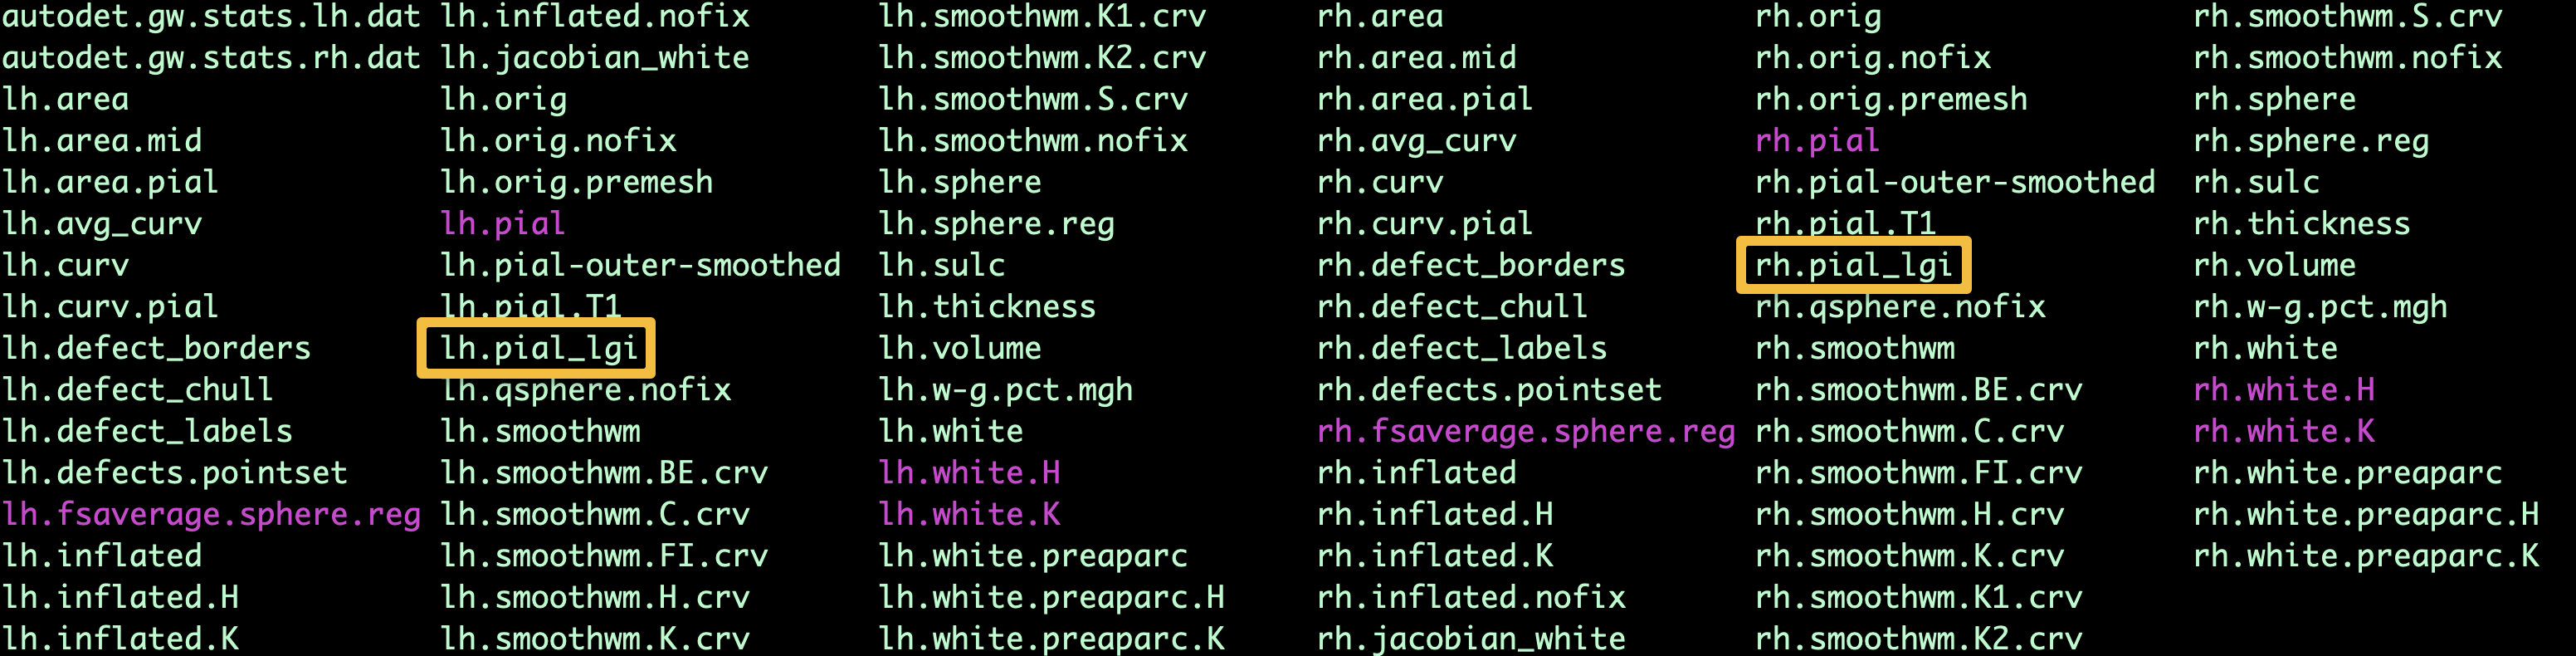 autodet.gw.stats.lh.dat lh.inflated.nofix lh.smoothwm.K1.crv rh.area rh.orig rh.smoothwm.S.crv
autodet.gw.stats.rh.dat lh.jacobian_white lh.smoothwm.K2.crv rh.area.mid rh.orig.nofix rh.smoothwm.nofix
lh.area lh.orig lh.smoothwm.S.crv rh.area.pial rh.orig.premesh rh.sphere
lh.area.mid lh.orig.nofix lh.smoothwm.nofix rh.avg_curv rh.pial rh.sphere.reg
lh.area.pial lh.orig.premesh lh.sphere rh.curv rh.pial-outer-smoothed rh.sulc
lh.avg_curv lh.pial lh.sphere.reg rh.curv.pial rh.pial.T1 rh.thickness
lh.curv lh.pial-outer-smoothed lh.sulc rh.defect_borders rh.pial_lgi rh.volume
lh.curv.pial lh.pial.T1 lh.thickness rh.defect_chull rh.qsphere.nofix rh.w-g.pct.mgh
lh.defect_borders lh.pial_lgi lh.volume rh.defect_labels rh.smoothwm rh.white
lh.defect_chull lh.qsphere.nofix lh.w-g.pct.mgh rh.defects.pointset rh.smoothwm.BE.crv rh.white.H
lh.defect_labels lh.smoothwm lh.white rh.fsaverage.sphere.reg rh.smoothwm.C.crv rh.white.K
lh.defects.pointset lh.smoothwm.BE.crv lh.white.H rh.inflated rh.smoothwm.FI.crv rh.white.preaparc
lh.fsaverage.sphere.reg lh.smoothwm.C.crv lh.white.K rh.inflated.H rh.smoothwm.H.crv rh.white.preaparc.H
lh.inflated lh.smoothwm.FI.crv lh.white.preaparc rh.inflated.K rh.smoothwm.K.crv rh.white.preaparc.K
lh.inflated.H lh.smoothwm.H.crv lh.white.preaparc.H rh.inflated.nofix rh.smoothwm.K1.crv
lh.inflated.K lh.smoothwm.K.crv lh.white.preaparc.K rh.jacobian_white rh.smoothwm.K2.crv